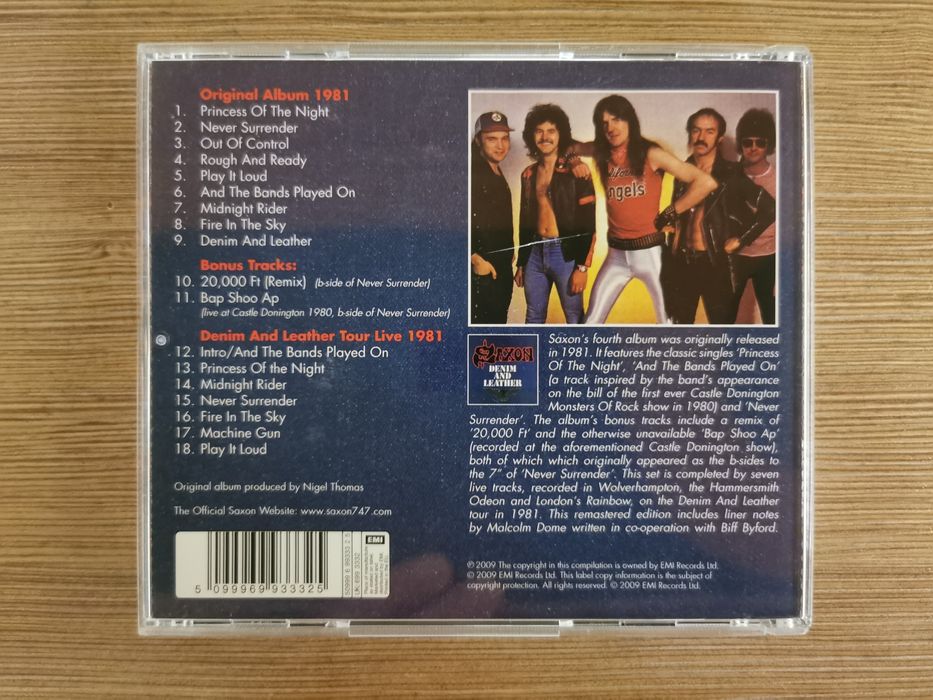 Original Album 1981
1. Princess Of The Night
2. Never Surrender
3. Out Of Control
4. Rough And Ready
5. Play It Loud
6. And The Bands Played On
7. Midnight Rider
8. Fire In The Sky
9. Denim And Leather
Bonus Tracks:
10. 20,000 Ft (Remix) (b-side of Never Surrender)
11. Bap Shoo Ap
(live at Castle Donington 1980, b-side of Never Surrender)
Denim And Leather Tour Live 1981
12. Intro/And The Bands Played On
13. Princess Of the Night
14. Midnight Rider
15. Never Surrender
16. Fire In The Sky
17. Machine Gun
18. Play It Loud
Original album produced by Nigel Thomas
The Official Saxon Website: www.saxon747.com
5 099969 933325
50999 6 99333 2 5
UK: 699 3332
EMI
California
Angels
SAXON
DENIM
AND
LEATHER
Saxon's fourth album was originally released
in 1981. It features the classic singles 'Princess
Of The Night', 'And The Bands Played On'
(a track inspired by the band's appearance
on the bill of the first ever Castle Donington
Monsters Of Rock show in 1980) and 'Never
Surrender'. The album's bonus tracks include a remix of
'20,000 Ft' and the otherwise unavailable 'Bap Shoo Ap'
(recorded at the aforementioned Castle Donington show),
both of which which originally appeared as the b-sides to
the 7" of 'Never Surrender'. This set is completed by seven
live tracks, recorded in Wolverhampton, the Hammersmith
Odeon and London's Rainbow, on the Denim And Leather
tour in 1981. This remastered edition includes liner notes
by Malcolm Dome written in co-operation with Biff Byford.
℗ 2009 The copyright in this compilation is owned by EMI Records Ltd.
© 2009 EMI Records Ltd. This label copy information is the subject of
copyright protection. All rights reserved. © 2009 EMI Records Ltd.